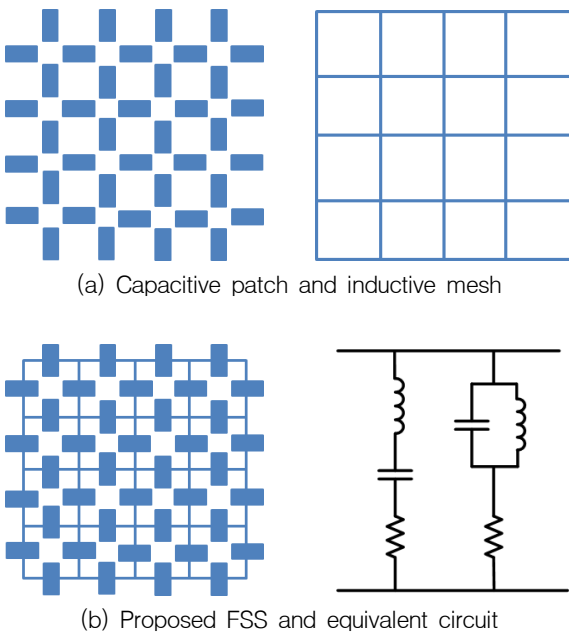 (a) Capacitive patch and inductive mesh
(b) Proposed FSS and equivalent circuit